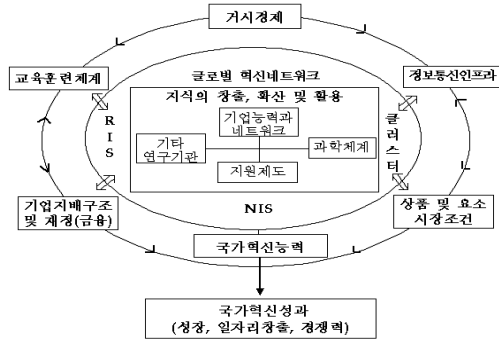 거시경제
교육훈련체계
정보통신인프라
글로벌 혁신네트워크
지식의 창출, 확산 및 활용
기업능력과
네트워크
기타
연구기관
과학체계
지원제도
RIS
클러스터
NIS
기업지배구조
및 재정(금융)
상품 및 요소
시장조건
국가혁신능력
국가혁신성과
(성장, 일자리창출, 경쟁력)